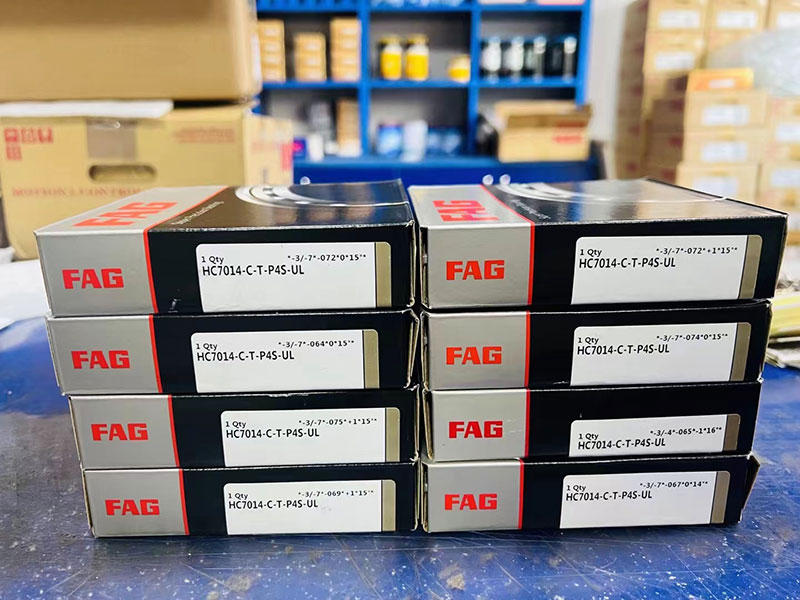 MOTION & CONTROL
FAG
FAG
1 Qty *-3/-7*-072*0*15'*
HC7014-C-T-P4S-UL
FAG
1 Qty *-3/-7*-064*0*15'*
HC7014-C-T-P4S-UL
FAG
1 Qty *-3/-7*-075*+1*15'*
HC7014-C-T-P4S-UL
FAG
1 Qty *-3/-7*-069*+1*15'*
HC7014-C-T-P4S-UL
FAG
FAG
1 Qty *-3/-7*-072*+1*15'*
HC7014-C-T-P4S-UL
FAG
1 Qty *-3/-7*-074*0*15'*
HC7014-C-T-P4S-UL
FAG
1 Qty *-3/-4*-065*-1*16'*
HC7014-C-T-P4S-UL
FAG
1 Qty *-3/-7*-067*0*14'*
HC7014-C-T-P4S-UL